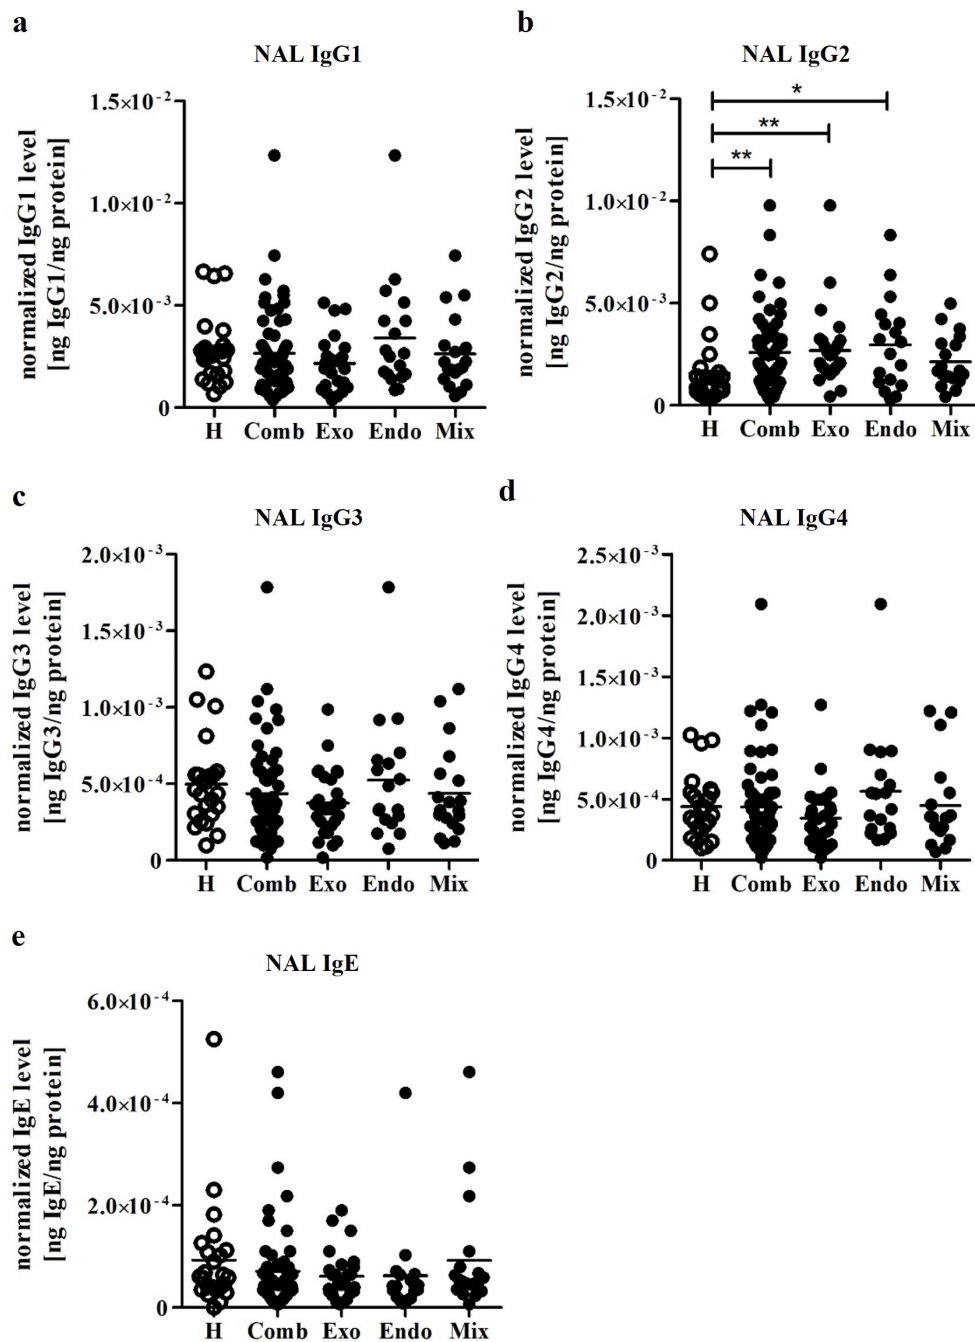 a
NAL IgG1
normalized IgG1 level
[ng IgG1/ng protein]
1.5×10⁻²
1.0×10⁻²
5.0×10⁻³
0
H Comb Exo Endo Mix
b
NAL IgG2
normalized IgG2 level
[ng IgG2/ng protein]
1.5×10⁻²
1.0×10⁻²
5.0×10⁻³
0
*
**
**
H Comb Exo Endo Mix
c
NAL IgG3
normalized IgG3 level
[ng IgG3/ng protein]
2.0×10⁻³
1.5×10⁻³
1.0×10⁻³
5.0×10⁻⁴
0
H Comb Exo Endo Mix
d
NAL IgG4
normalized IgG4 level
[ng IgG4/ng protein]
2.5×10⁻³
2.0×10⁻³
1.5×10⁻³
1.0×10⁻³
5.0×10⁻⁴
0
H Comb Exo Endo Mix
e
NAL IgE
normalized IgE level
[ng IgE/ng protein]
6.0×10⁻⁴
4.0×10⁻⁴
2.0×10⁻⁴
0
H Comb Exo Endo Mix